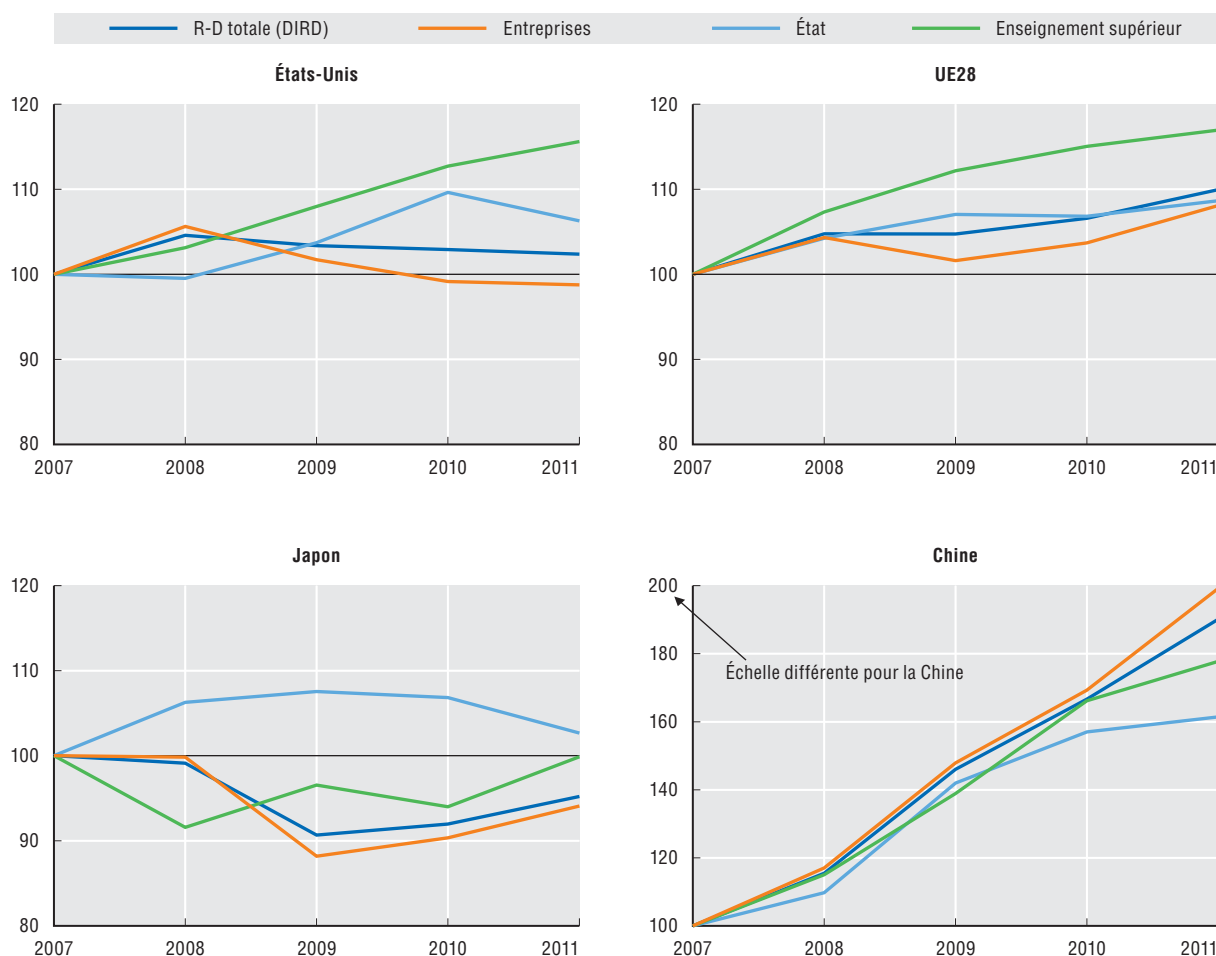 R-D totale (DIRD) Entreprises État Enseignement supérieur
États-Unis
120
110
100
90
80
2007 2008 2009 2010 2011
UE28
120
110
100
90
80
2007 2008 2009 2010 2011
Japon
120
110
100
90
80
2007 2008 2009 2010 2011
Chine
200
180
Échelle différente pour la Chine
160
140
120
100
2007 2008 2009 2010 2011